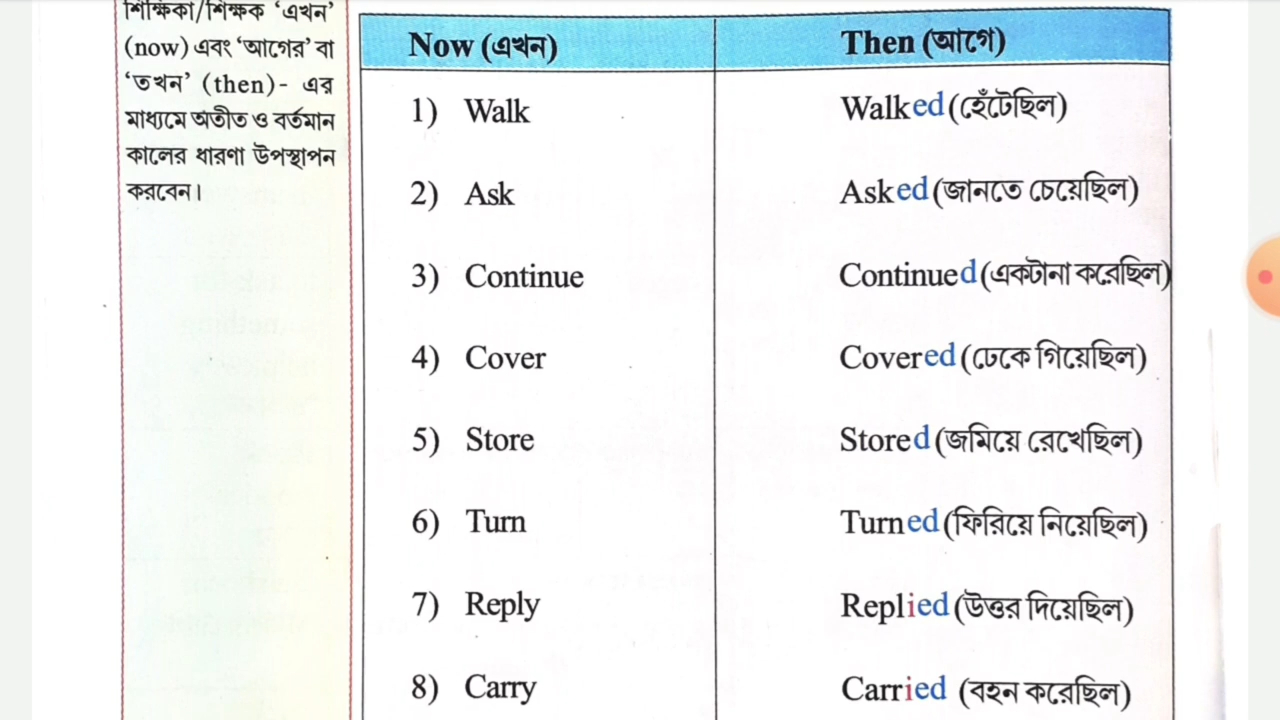 শিক্ষিকা/শিক্ষক ‘এখন’
(now) এবং ‘আগের’ বা
‘তখন’ (then)- এর
মাধ্যমে অতীত ও বর্তমান
কালের ধারণা উপস্থাপন
করবেন।
Now (এখন) Then (আগে)
1) Walk Walked (হেঁটেছিল)
2) Ask Asked (জানতে চেয়েছিল)
3) Continue Continued (একটানা করেছিল)
4) Cover Covered (ঢেকে গিয়েছিল)
5) Store Stored (জমিয়ে রেখেছিল)
6) Turn Turned (ফিরিয়ে নিয়েছিল)
7) Reply Replied (উত্তর দিয়েছিল)
8) Carry Carried (বহন করেছিল)